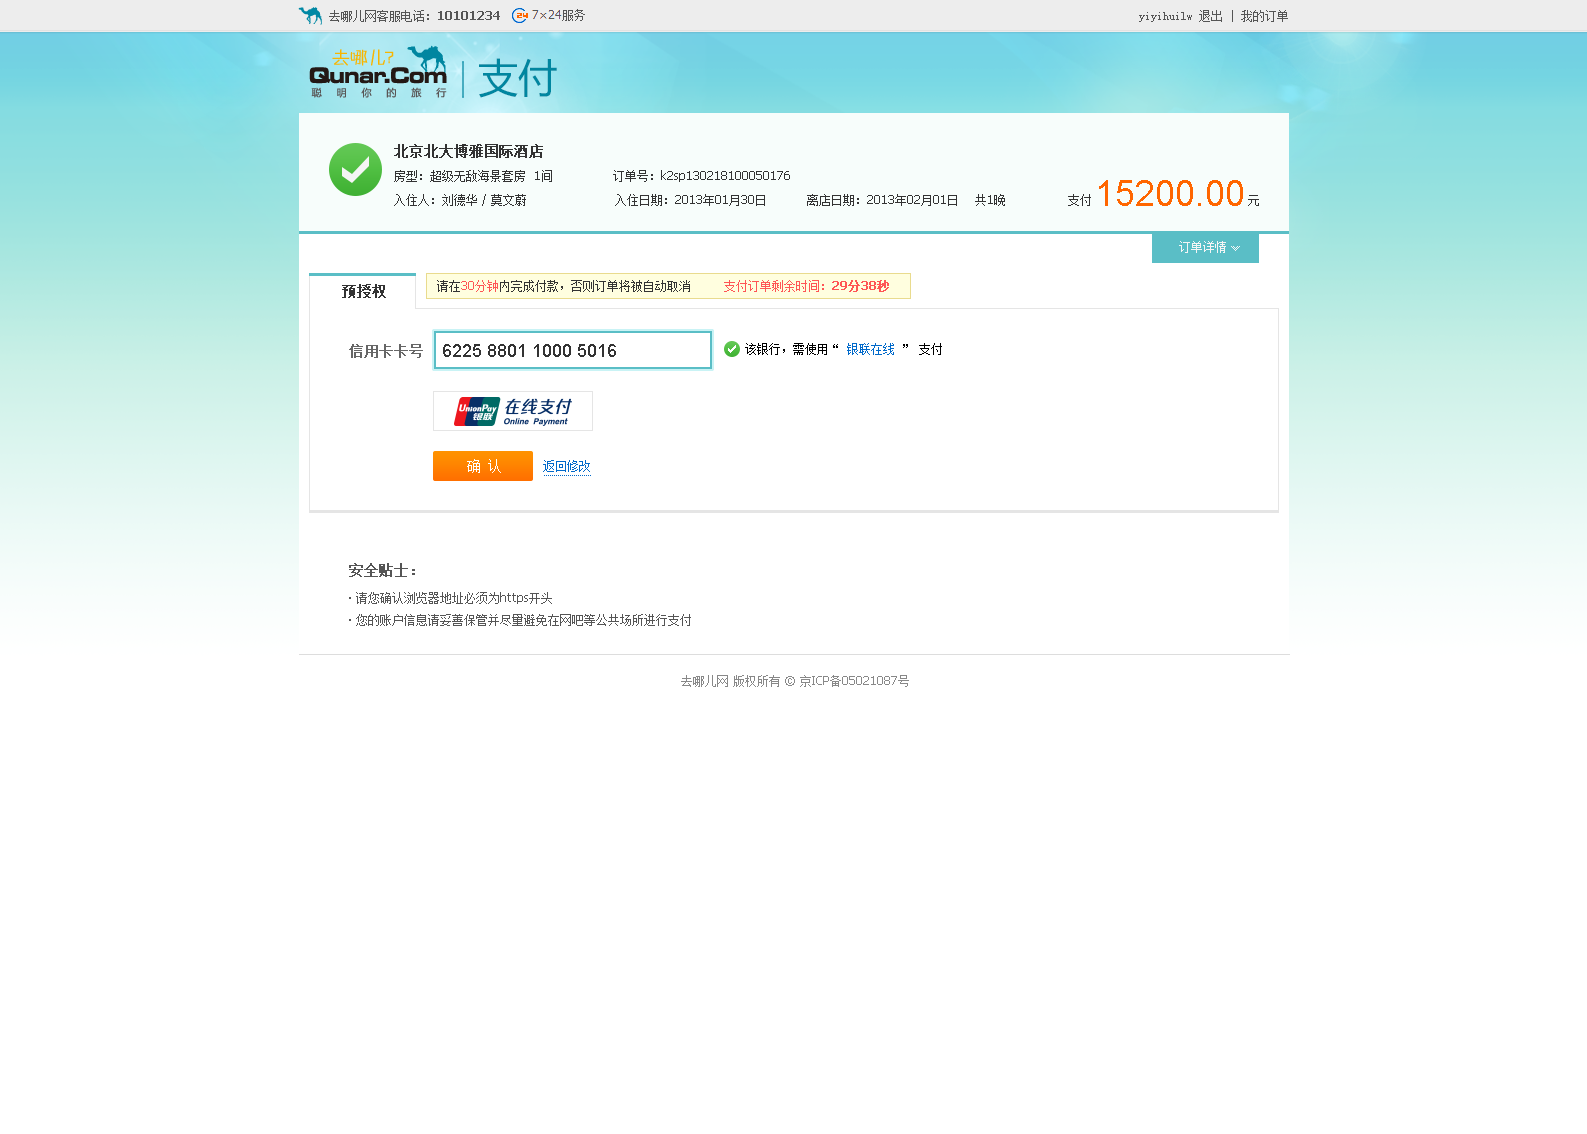 去哪儿网客服电话：10101234 24 7×24服务
yiyihuilw 退出 | 我的订单
去哪儿?
Qunar.Com
聪明你的旅行
支付
北京北大博雅国际酒店
房型：超级无敌海景套房 1间 订单号：k2sp130218100050176
入住人：刘德华 / 莫文蔚 入住日期：2013年01月30日 离店日期：2013年02月01日 共1晚 支付 15200.00 元
订单详情
预授权
请在30分钟内完成付款，否则订单将被自动取消 支付订单剩余时间：29分38秒
信用卡卡号 6225 8801 1000 5016 该银行，需使用“ 银联在线 ” 支付
UnionPay 银联 在线支付 Online Payment
确 认 返回修改
安全贴士：
· 请您确认浏览器地址必须为https开头
· 您的账户信息请妥善保管并尽量避免在网吧等公共场所进行支付
去哪儿网 版权所有 © 京ICP备05021087号